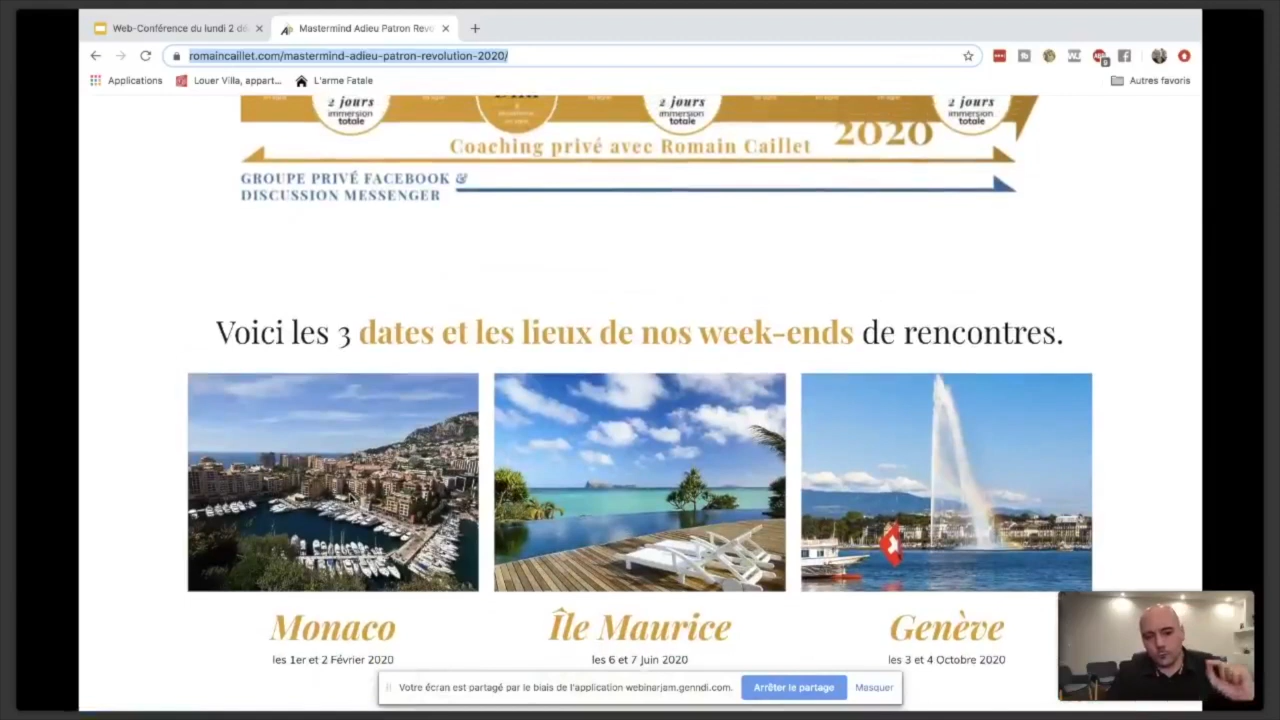 Web-Conférence du lundi 2 dé
Mastermind Adieu Patron Revo
romaincaillet.com/mastermind-adieu-patron-revolution-2020/
Applications
Louer Villa, appart...
L'arme Fatale
Autres favoris
2 jours
immersion
totale
2 jours
immersion
totale
2 jours
immersion
totale
2020
Coaching privé avec Romain Caillet
GROUPE PRIVÉ FACEBOOK &
DISCUSSION MESSENGER
Voici les 3 dates et les lieux de nos week-ends de rencontres.
Monaco
les 1er et 2 Février 2020
Île Maurice
les 6 et 7 Juin 2020
Genève
les 3 et 4 Octobre 2020
Votre écran est partagé par le biais de l'application webinarjam.genndi.com.
Arrêter le partage
Masquer